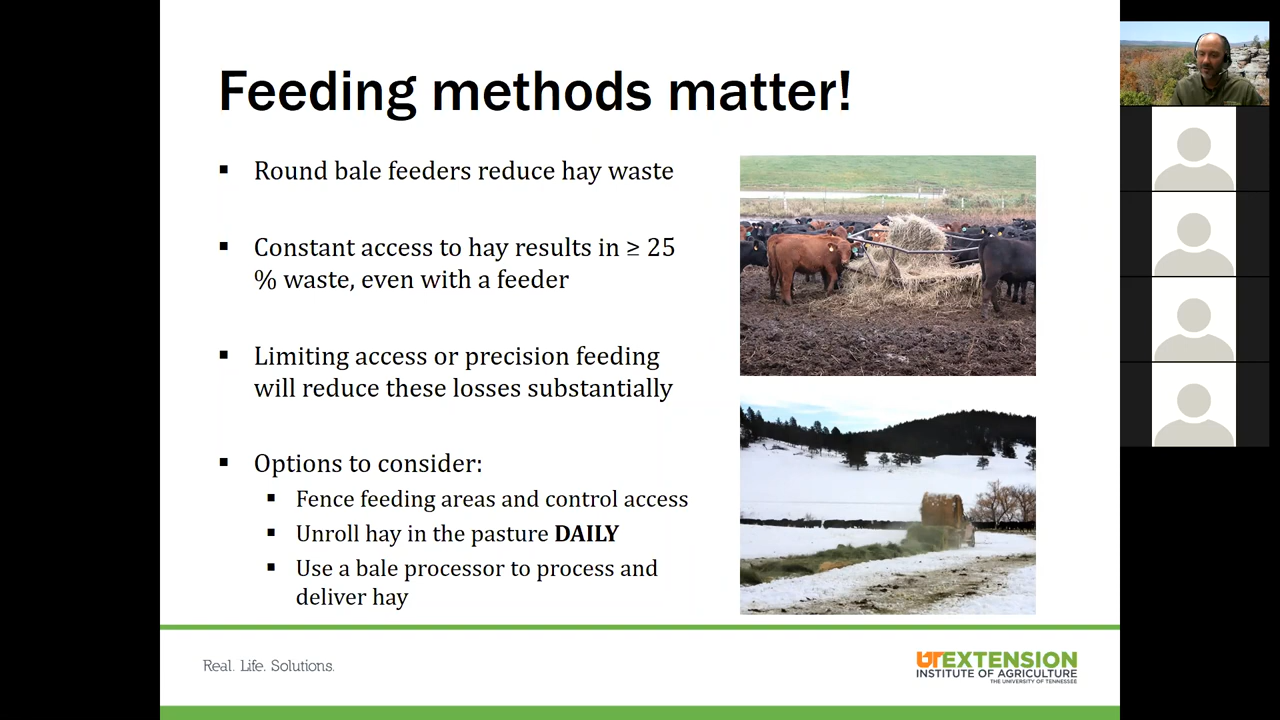 Feeding methods matter!
▪ Round bale feeders reduce hay waste
▪ Constant access to hay results in ≥ 25
% waste, even with a feeder
▪ Limiting access or precision feeding
will reduce these losses substantially
▪ Options to consider:
▪ Fence feeding areas and control access
▪ Unroll hay in the pasture DAILY
▪ Use a bale processor to process and
deliver hay
Real. Life. Solutions.
UT EXTENSION
INSTITUTE OF AGRICULTURE
THE UNIVERSITY OF TENNESSEE